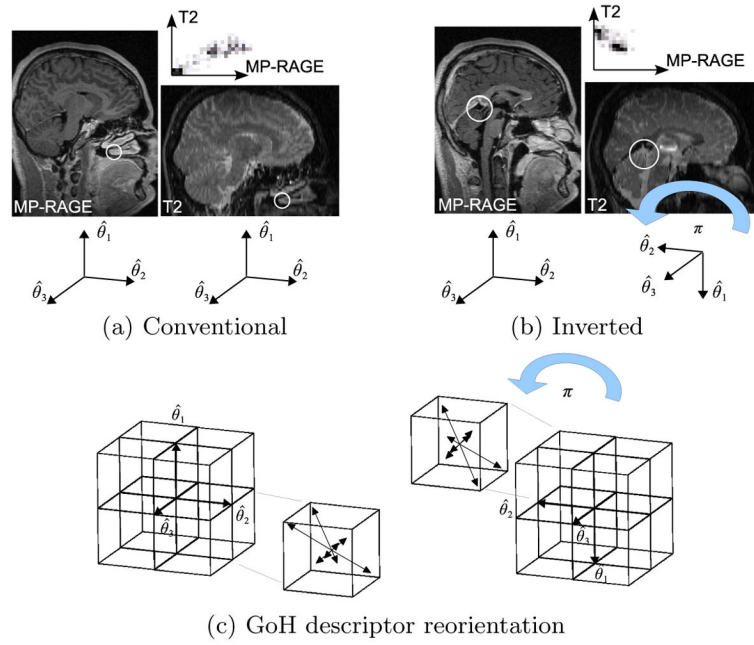 T2
MP-RAGE
MP-RAGE
T2
θ̂1
θ̂2
θ̂3
θ̂1
θ̂2
θ̂3
(a) Conventional
T2
MP-RAGE
MP-RAGE
T2
π
θ̂1
θ̂2
θ̂3
θ̂2
θ̂3
θ̂1
(b) Inverted
θ̂1
θ̂2
θ̂3
π
θ̂2
θ̂3
θ̂1
(c) GoH descriptor reorientation